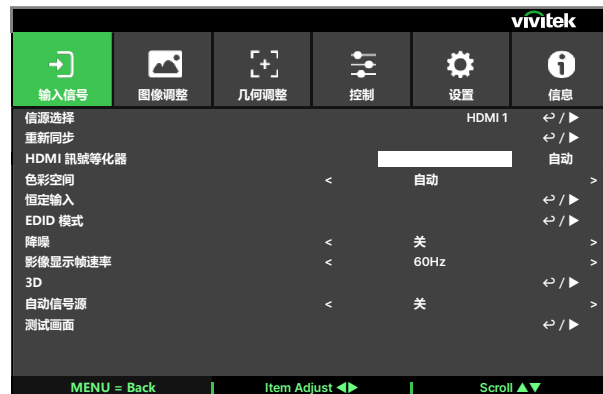 vivitek
输入信号 图像调整 几何调整 控制 设置 信息
信源选择 HDMI 1 ↩ / ▶
重新同步 ↩ / ▶
HDMI 訊號等化器 自动
色彩空间 < 自动 >
恒定输入 ↩ / ▶
EDID 模式 ↩ / ▶
降噪 < 关 >
影像显示帧速率 < 60Hz >
3D ↩ / ▶
自动信号源 < 关 >
测试画面 ↩ / ▶
MENU = Back Item Adjust ◀▶ Scroll ▲▼